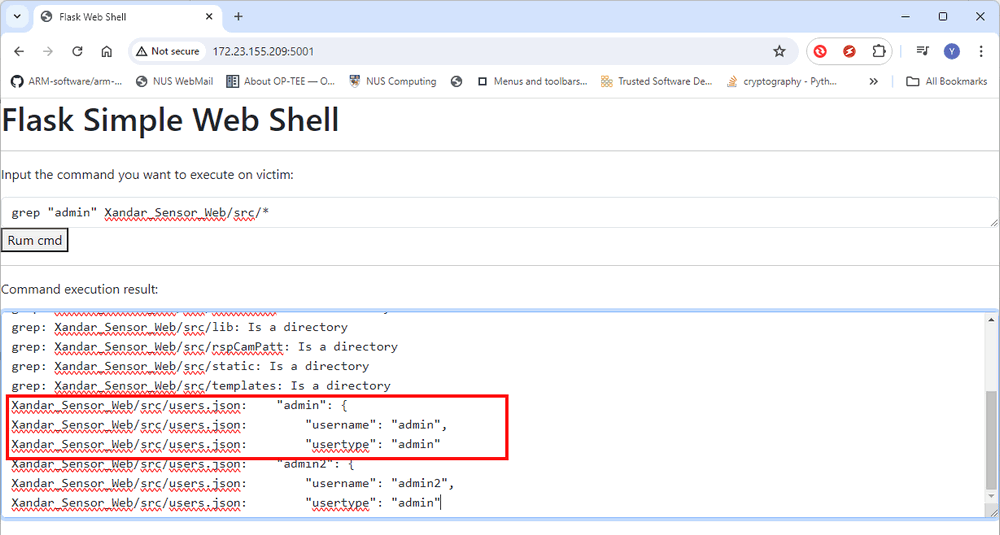 Flask Web Shell
Not secure 172.23.155.209:5001
Y
ARM-software/arm-... NUS WebMail About OP-TEE — O... NUS Computing Menus and toolbars... Trusted Software De... cryptography - Pyth... » All Bookmarks
Flask Simple Web Shell
Input the command you want to execute on victim:
grep "admin" Xandar_Sensor_Web/src/*
Rum cmd
Command execution result:
grep: Xandar_Sensor_Web/src/lib: Is a directory
grep: Xandar_Sensor_Web/src/rspCamPatt: Is a directory
grep: Xandar_Sensor_Web/src/static: Is a directory
grep: Xandar_Sensor_Web/src/templates: Is a directory
Xandar_Sensor_Web/src/users.json:    "admin": {
Xandar_Sensor_Web/src/users.json:        "username": "admin",
Xandar_Sensor_Web/src/users.json:        "usertype": "admin"
Xandar_Sensor_Web/src/users.json:    "admin2": {
Xandar_Sensor_Web/src/users.json:        "username": "admin2",
Xandar_Sensor_Web/src/users.json:        "usertype": "admin"